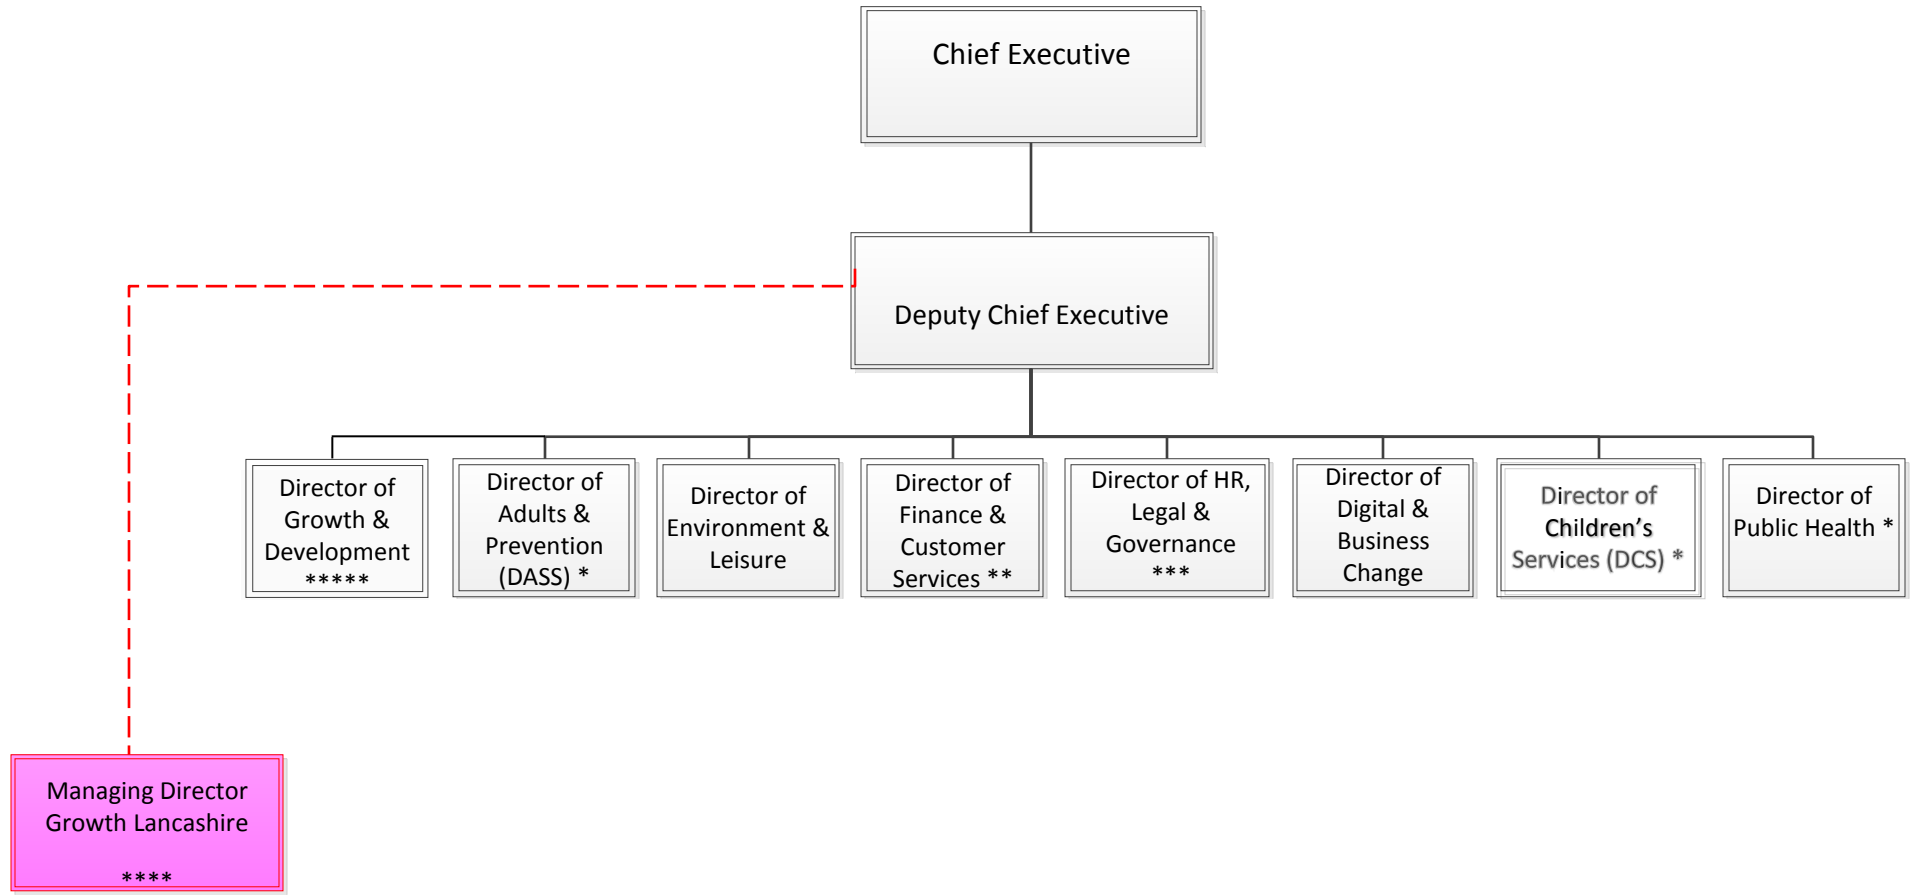 Chief Executive
Deputy Chief Executive
Director of
Growth &
Development
*****
Director of
Adults &
Prevention
(DASS) *
Director of
Environment &
Leisure
Director of
Finance &
Customer
Services **
Director of HR,
Legal &
Governance
***
Director of
Digital &
Business
Change
Director of
Children’s
Services (DCS) *
Director of
Public Health *
Managing Director
Growth Lancashire
****